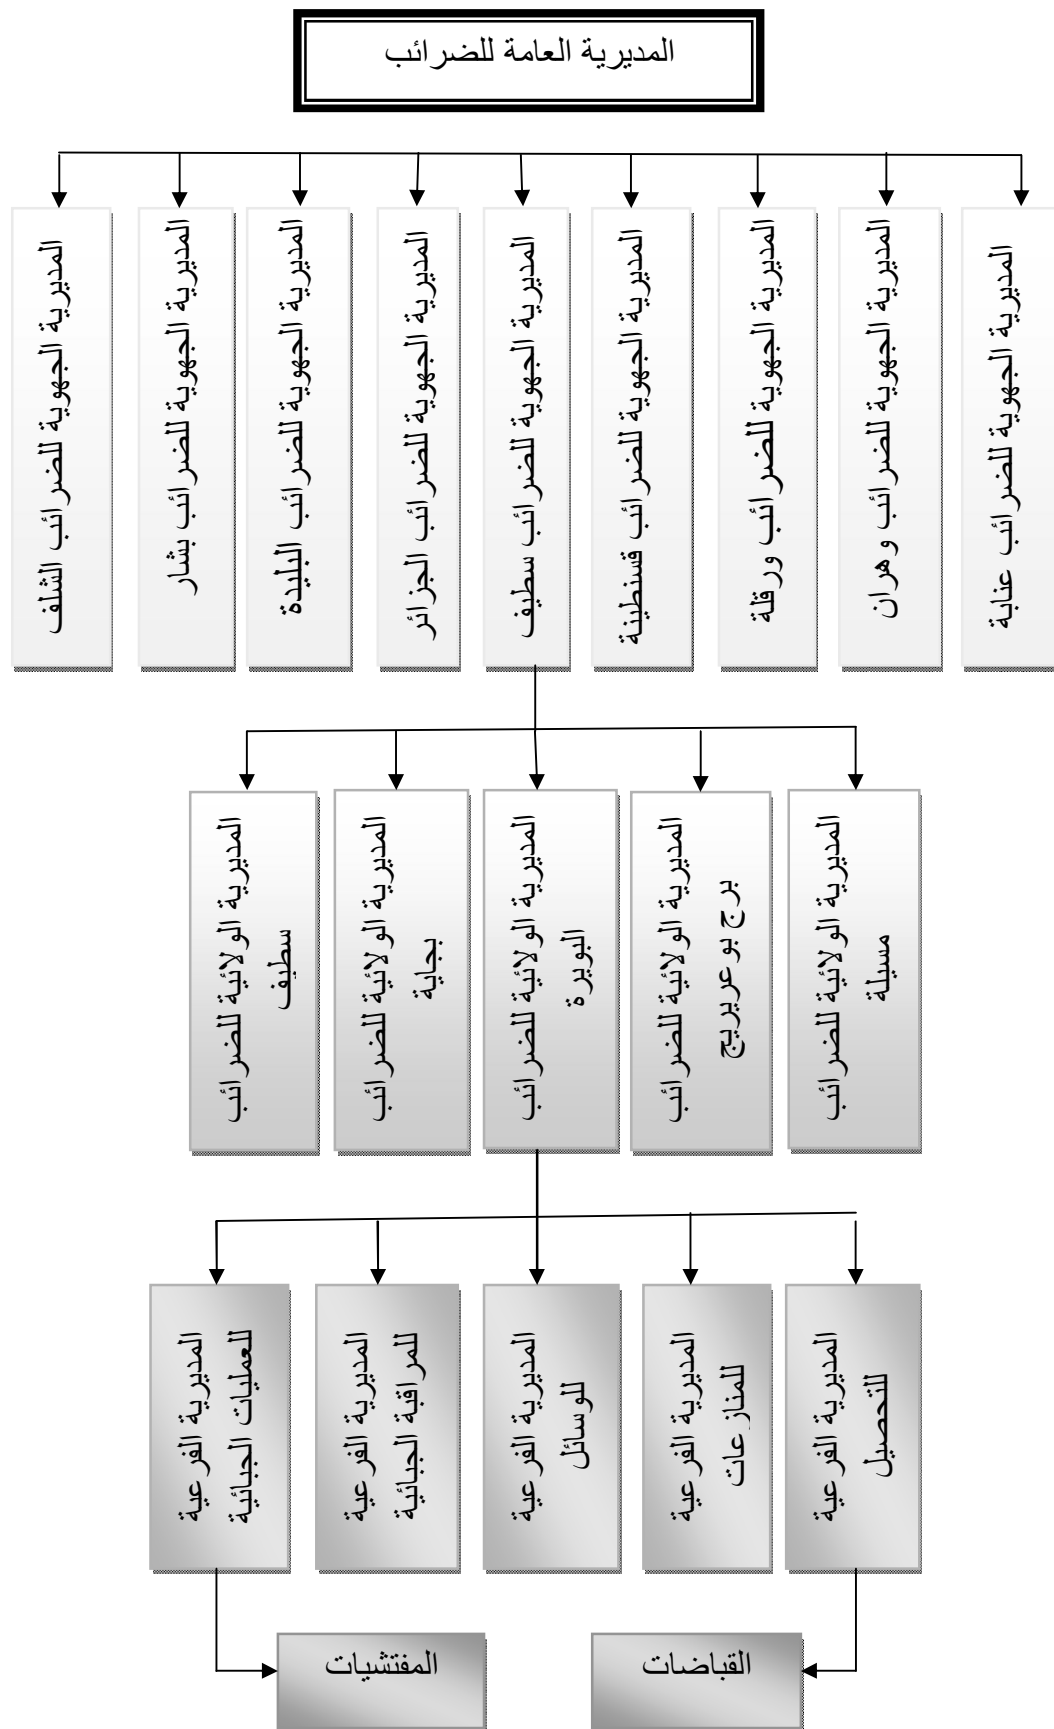 المديرية العامة للضرائب
المديرية الجهوية للضرائب عنابة
المديرية الجهوية للضرائب وهران
المديرية الجهوية للضرائب ورقلة
المديرية الجهوية للضرائب قسنطينة
المديرية الجهوية للضرائب سطيف
المديرية الجهوية للضرائب الجزائر
المديرية الجهوية للضرائب البليدة
المديرية الجهوية للضرائب بشار
المديرية الجهوية للضرائب الشلف
المديرية الولائية للضرائب
مسيلة
المديرية الولائية للضرائب
برج بوعريريج
المديرية الولائية للضرائب
البويرة
المديرية الولائية للضرائب
بجاية
المديرية الولائية للضرائب
سطيف
المديرية الفرعية
للتحصيل
المديرية الفرعية
للمنازعات
المديرية الفرعية
للوسائل
المديرية الفرعية
للمراقبة الجبائية
المديرية الفرعية
للعمليات الجبائية
القباضات
المفتشيات